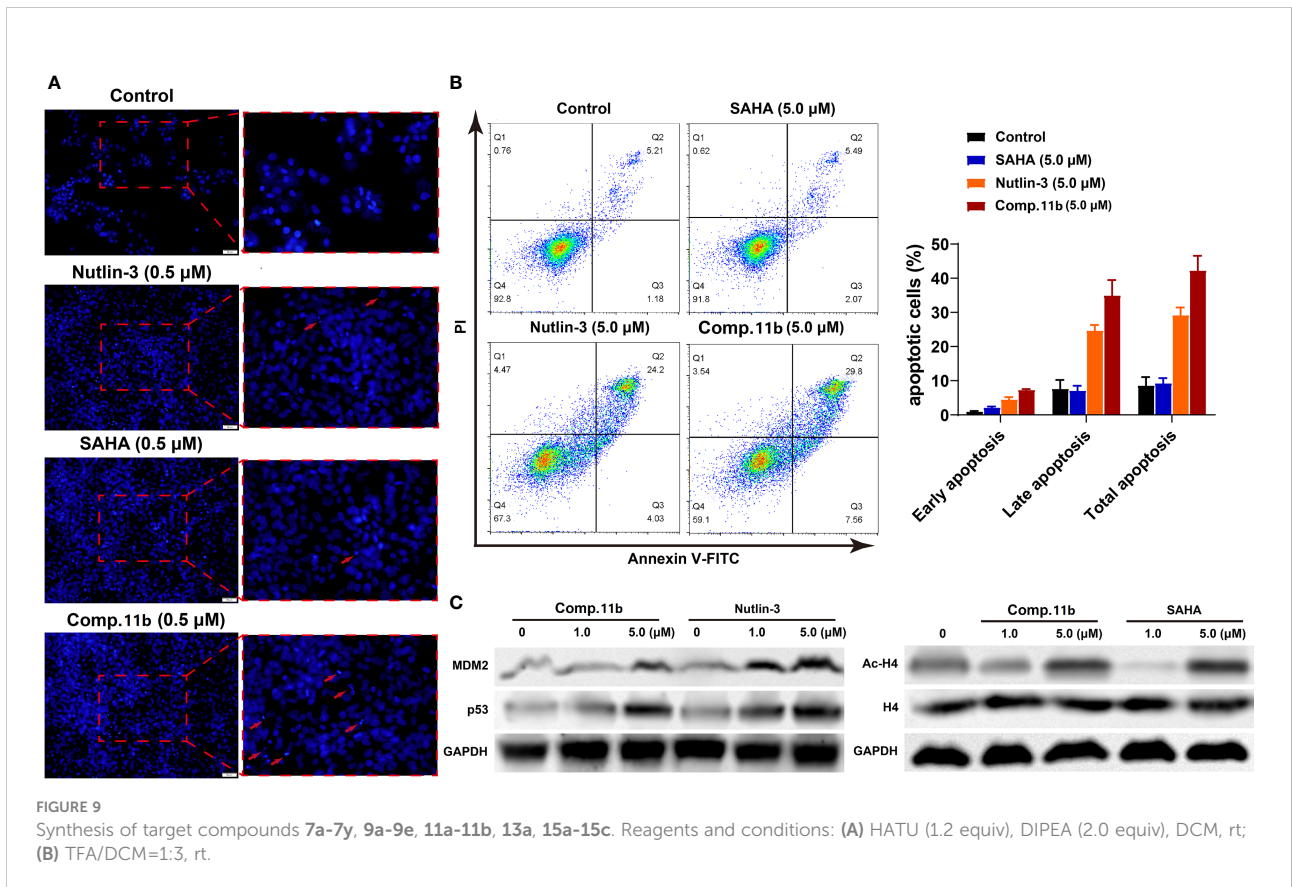 A
Control
Nutlin-3 (0.5 μM)
SAHA (0.5 μM)
Comp.11b (0.5 μM)
B
Control
Q1
0.76
Q2
5.21
Q4
92.8
Q3
1.18
SAHA (5.0 μM)
Q1
0.62
Q2
5.49
Q4
91.8
Q3
2.07
Nutlin-3 (5.0 μM)
Q1
4.47
Q2
24.2
Q4
67.3
Q3
4.03
Comp.11b (5.0 μM)
Q1
3.54
Q2
29.8
Q4
59.1
Q3
7.56
PI
Annexin V-FITC
Control
SAHA (5.0 μM)
Nutlin-3 (5.0 μM)
Comp.11b (5.0 μM)
apoptotic cells (%)
50
40
30
20
10
0
Early apoptosis
Late apoptosis
Total apoptosis
C
Comp.11b Nutlin-3
0 1.0 5.0 (μM) 0 1.0 5.0 (μM)
MDM2
p53
GAPDH
Comp.11b SAHA
0 1.0 5.0 (μM) 1.0 5.0 (μM)
Ac-H4
H4
GAPDH
FIGURE 9
Synthesis of target compounds 7a-7y, 9a-9e, 11a-11b, 13a, 15a-15c. Reagents and conditions: (A) HATU (1.2 equiv), DIPEA (2.0 equiv), DCM, rt;
(B) TFA/DCM=1:3, rt.